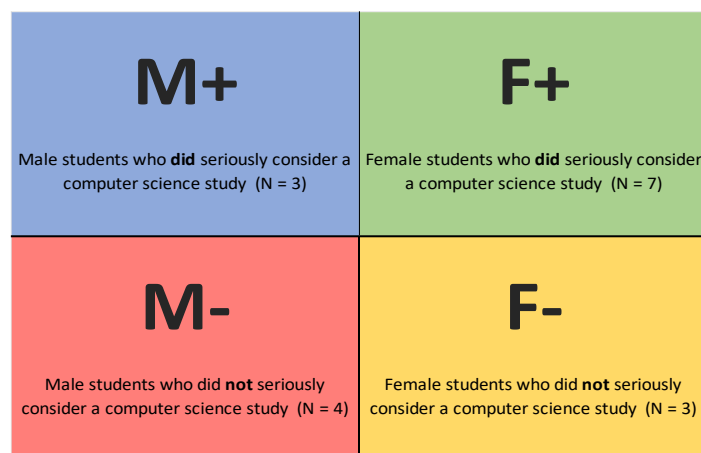 M+
Male students who did seriously consider a
computer science study (N = 3)
F+
Female students who did seriously consider
a computer science study (N = 7)
M-
Male students who did not seriously
consider a computer science study (N = 4)
F-
Female students who did not seriously
consider a computer science study (N = 3)